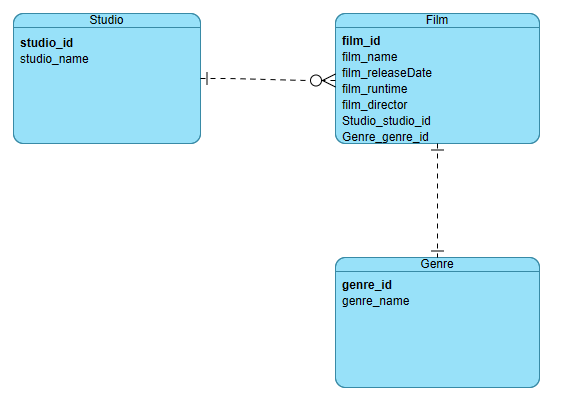 Studio
studio_id
studio_name
Film
film_id
film_name
film_releaseDate
film_runtime
film_director
Studio_studio_id
Genre_genre_id
Genre
genre_id
genre_name